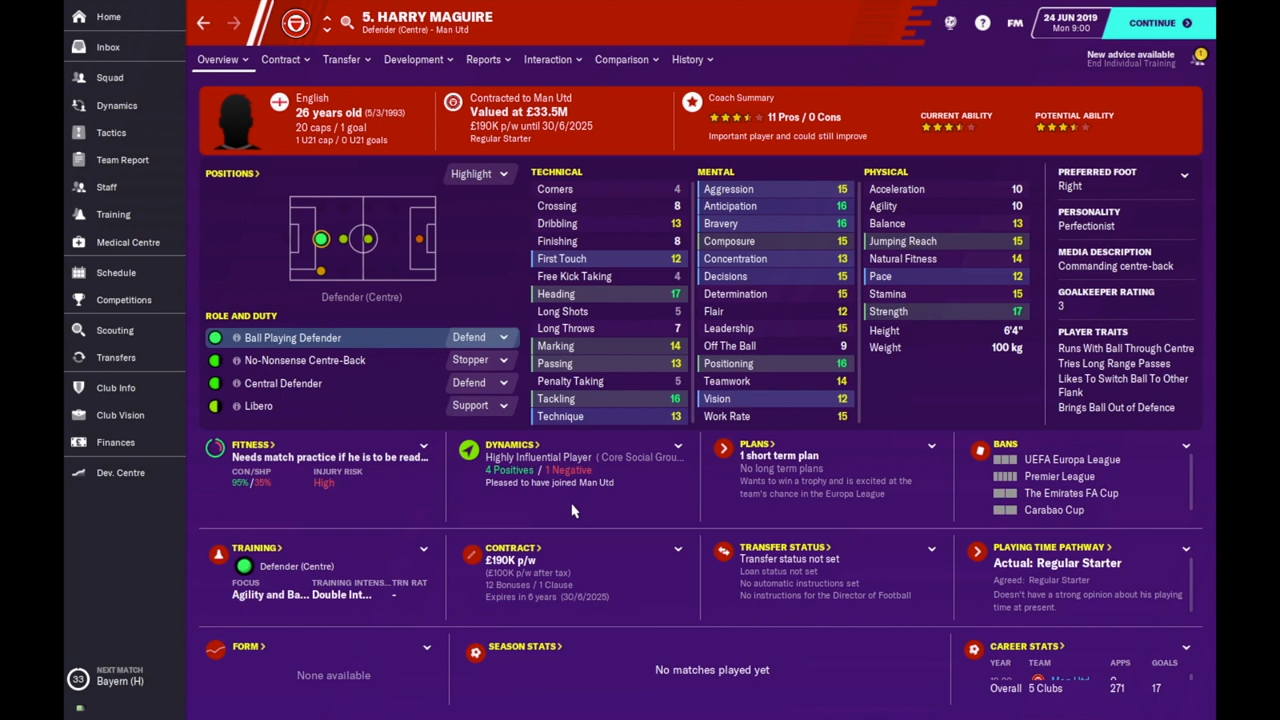 Home
Inbox
Squad
Dynamics
Tactics
Team Report
Staff
Training
Medical Centre
Schedule
Competitions
Scouting
Transfers
Club Info
Club Vision
Finances
Dev. Centre
33
NEXT MATCH
Bayern (H)
5. HARRY MAGUIRE
Defender (Centre) - Man Utd
FM
24 JUN 2019
Mon 9:00
CONTINUE
Overview
Contract
Transfer
Development
Reports
Interaction
Comparison
History
New advice available
End Individual Training
1
English
26 years old (5/3/1993)
20 caps / 1 goal
1 U21 cap / 0 U21 goals
Contracted to Man Utd
Valued at £33.5M
£190K p/w until 30/6/2025
Regular Starter
Coach Summary
11 Pros / 0 Cons
Important player and could still improve
CURRENT ABILITY
POTENTIAL ABILITY
POSITIONS>
Highlight
Defender (Centre)
ROLE AND DUTY
Ball Playing Defender Defend
No-Nonsense Centre-Back Stopper
Central Defender Defend
Libero Support
TECHNICAL
Corners 4
Crossing 8
Dribbling 13
Finishing 8
First Touch 12
Free Kick Taking 4
Heading 17
Long Shots 5
Long Throws 7
Marking 14
Passing 13
Penalty Taking 5
Tackling 16
Technique 13
MENTAL
Aggression 15
Anticipation 16
Bravery 16
Composure 15
Concentration 13
Decisions 15
Determination 15
Flair 12
Leadership 15
Off The Ball 9
Positioning 16
Teamwork 14
Vision 12
Work Rate 15
PHYSICAL
Acceleration 10
Agility 10
Balance 13
Jumping Reach 15
Natural Fitness 14
Pace 12
Stamina 15
Strength 17
Height 6'4"
Weight 100 kg
PREFERRED FOOT
Right
PERSONALITY
Perfectionist
MEDIA DESCRIPTION
Commanding centre-back
GOALKEEPER RATING
3
PLAYER TRAITS
Runs With Ball Through Centre
Tries Long Range Passes
Likes To Switch Ball To Other
Flank
Brings Ball Out of Defence
FITNESS>
Needs match practice if he is to be read...
CON/SHP
95%/35%
INJURY RISK
High
DYNAMICS>
Highly Influential Player ( Core Social Grou...
4 Positives / 1 Negative
Pleased to have joined Man Utd
PLANS>
1 short term plan
No long term plans
Wants to win a trophy and is excited at the
team's chance in the Europa League
BANS
UEFA Europa League
Premier League
The Emirates FA Cup
Carabao Cup
TRAINING>
Defender (Centre)
FOCUS TRAINING INTENS... TRN RAT
Agility and Ba... Double Int... -
CONTRACT>
£190K p/w
(£100K p/w after tax)
12 Bonuses / 1 Clause
Expires in 6 years (30/6/2025)
TRANSFER STATUS>
Transfer status not set
Loan status not set
No automatic instructions set
No instructions for the Director of Football
PLAYING TIME PATHWAY>
Actual: Regular Starter
Agreed: Regular Starter
Doesn't have a strong opinion about his playing
time at present.
FORM>
None available
SEASON STATS>
No matches played yet
CAREER STATS>
YEAR TEAM APPS GOALS
Man Utd
Overall 5 Clubs 271 17